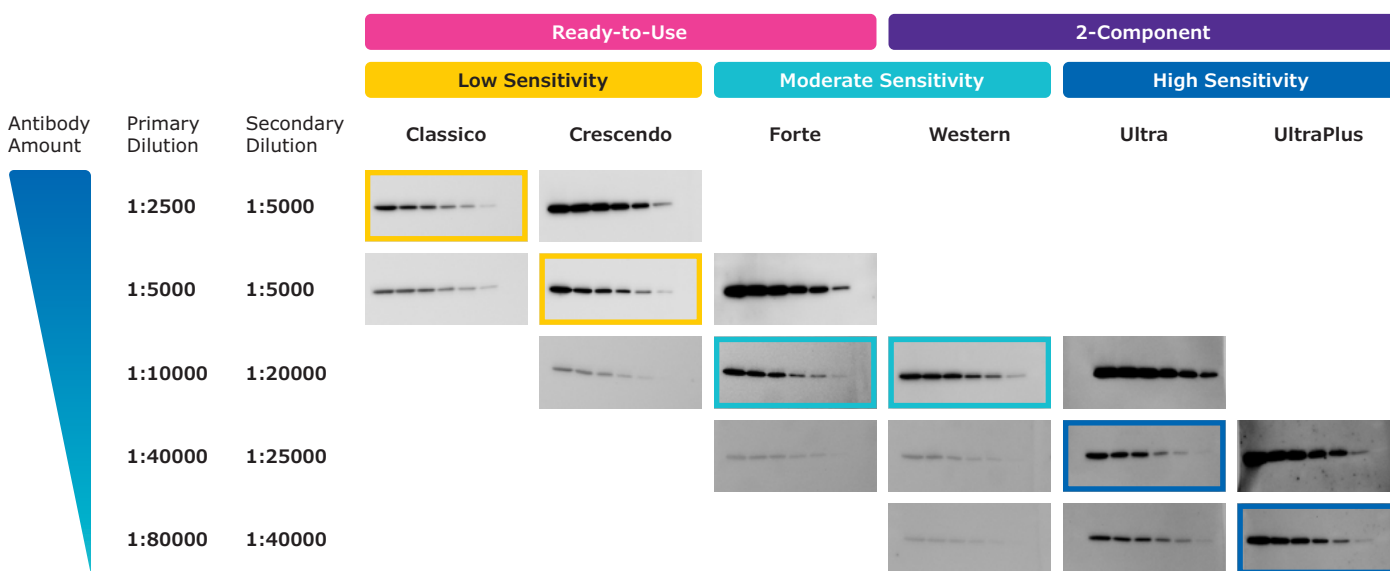 Ready-to-Use 2-Component
Low Sensitivity Moderate Sensitivity High Sensitivity
Antibody Amount Primary Dilution Secondary Dilution Classico Crescendo Forte Western Ultra UltraPlus
1:2500 1:5000
1:5000 1:5000
1:10000 1:20000
1:40000 1:25000
1:80000 1:40000